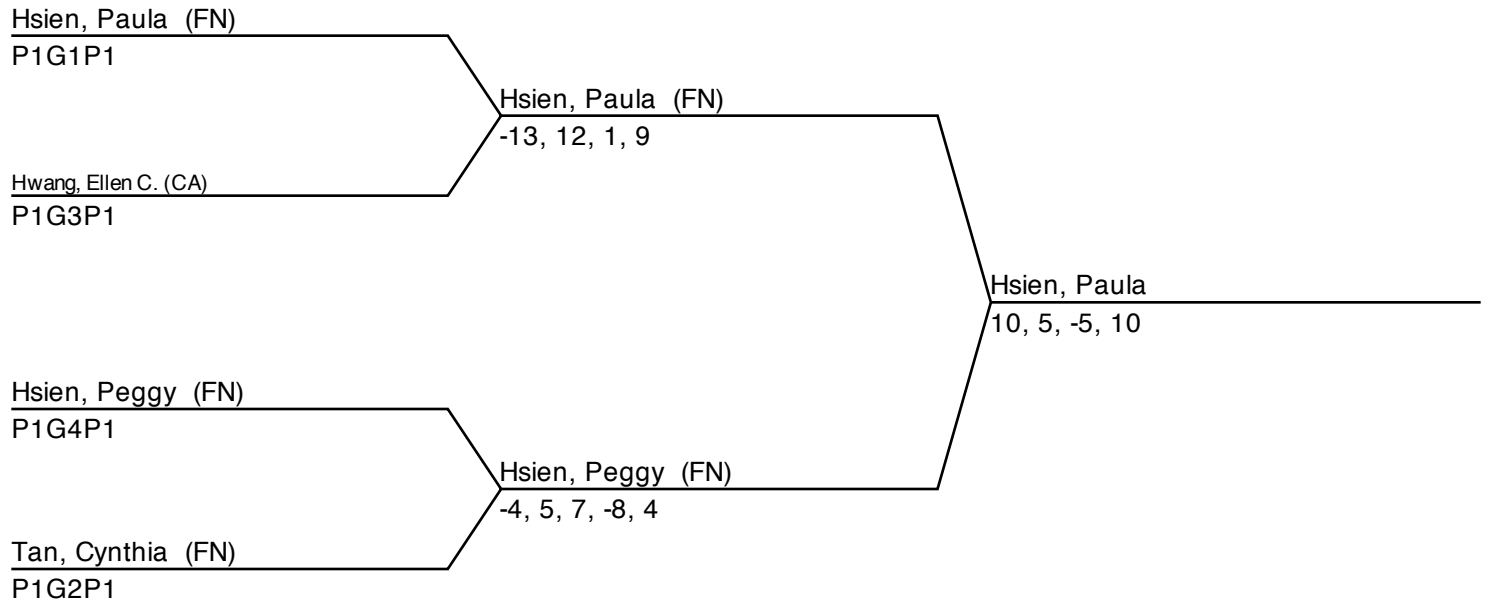 Hsien, Paula (FN)
P1G1P1
Hsien, Paula (FN)
-13, 12, 1, 9
Hwang, Ellen C. (CA)
P1G3P1
Hsien, Paula
10, 5, -5, 10
Hsien, Peggy (FN)
P1G4P1
Hsien, Peggy (FN)
-4, 5, 7, -8, 4
Tan, Cynthia (FN)
P1G2P1